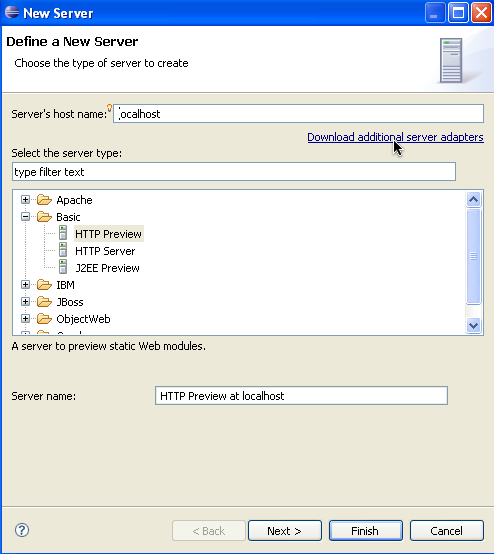 New Server
Define a New Server
Choose the type of server to create
Server's host name: localhost
Download additional server adapters
Select the server type:
type filter text
Apache
Basic
HTTP Preview
HTTP Server
J2EE Preview
IBM
JBoss
ObjectWeb
A server to preview static Web modules.
Server name: HTTP Preview at localhost
? < Back Next > Finish Cancel